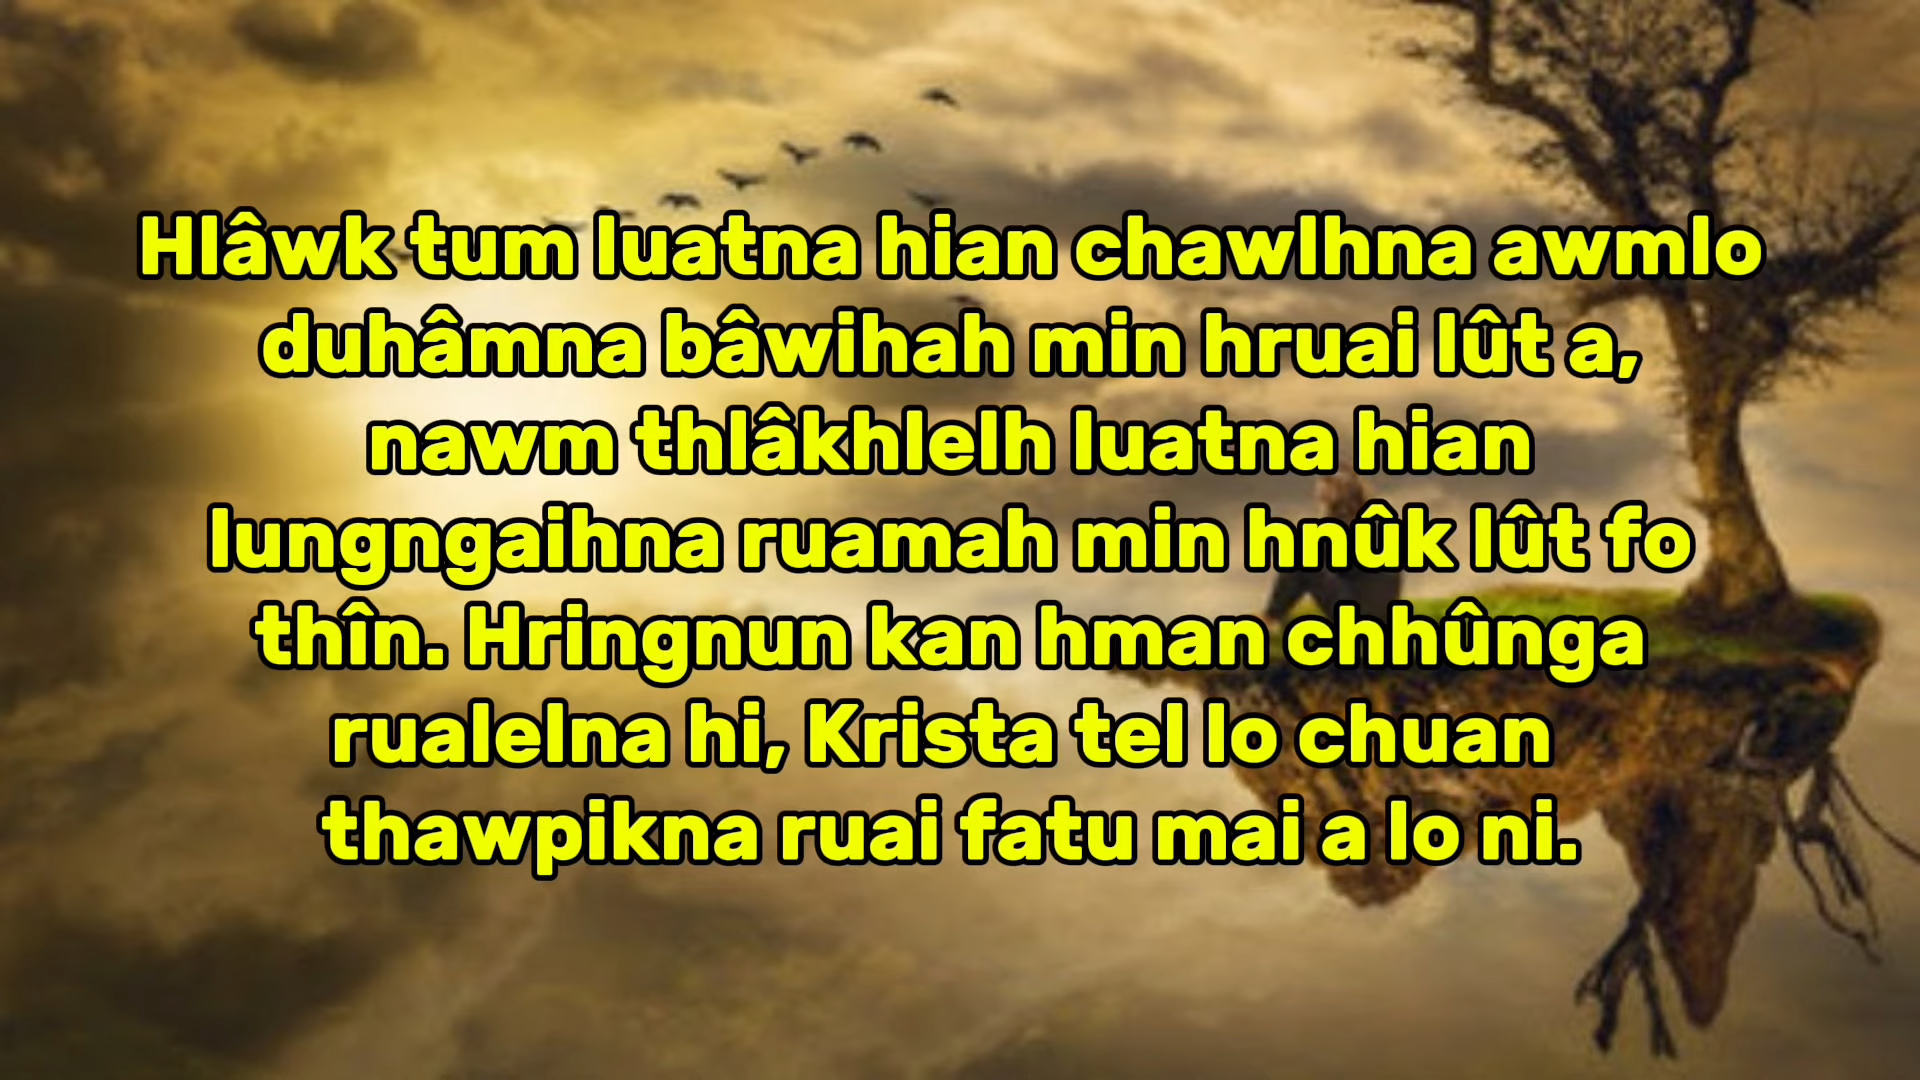 Hlâwk tum luatna hian chawlhna awmlo
duhâmna bâwihah min hruai lût a,
nawm thlâkhlelh luatna hian
lungngaihna ruamah min hnûk lût fo
thîn. Hringnun kan hman chhûnga
rualelna hi, Krista tel lo chuan
thawpikna ruai fatu mai a lo ni.